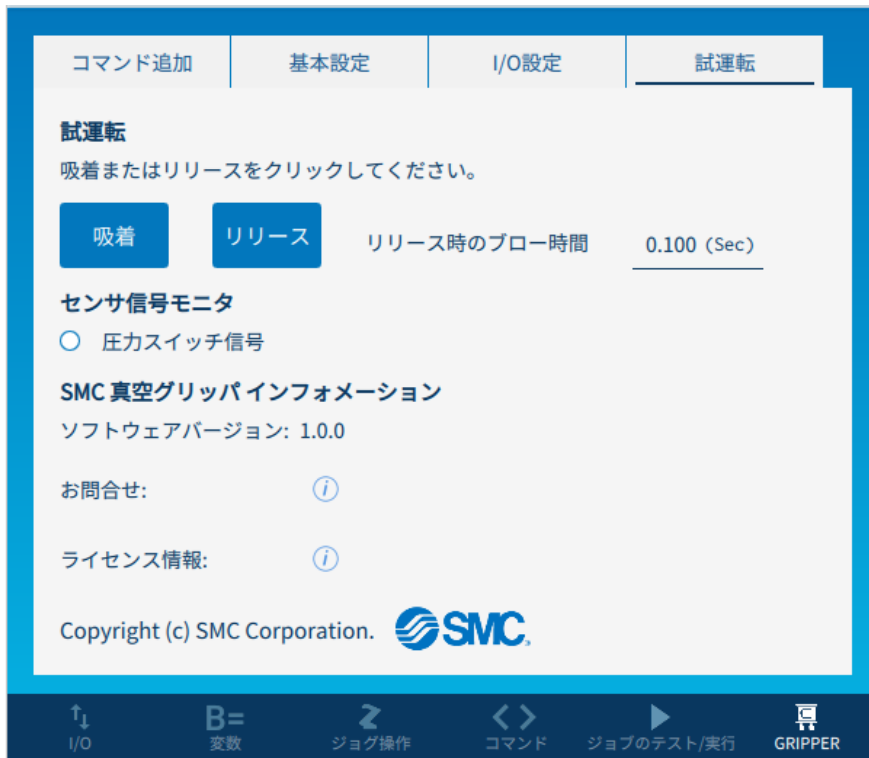 コマンド追加 基本設定 I/O設定 試運転
試運転
吸着またはリリースをクリックしてください。
吸着 リリース リリース時のブロー時間 0.100 (Sec)
センサ信号モニタ
圧力スイッチ信号
SMC 真空グリッパ インフォメーション
ソフトウェアバージョン: 1.0.0
お問合せ: i
ライセンス情報: i
Copyright (c) SMC Corporation. SMC.
B=
I/O 変数 ジョグ操作 コマンド ジョブのテスト/実行 GRIPPER